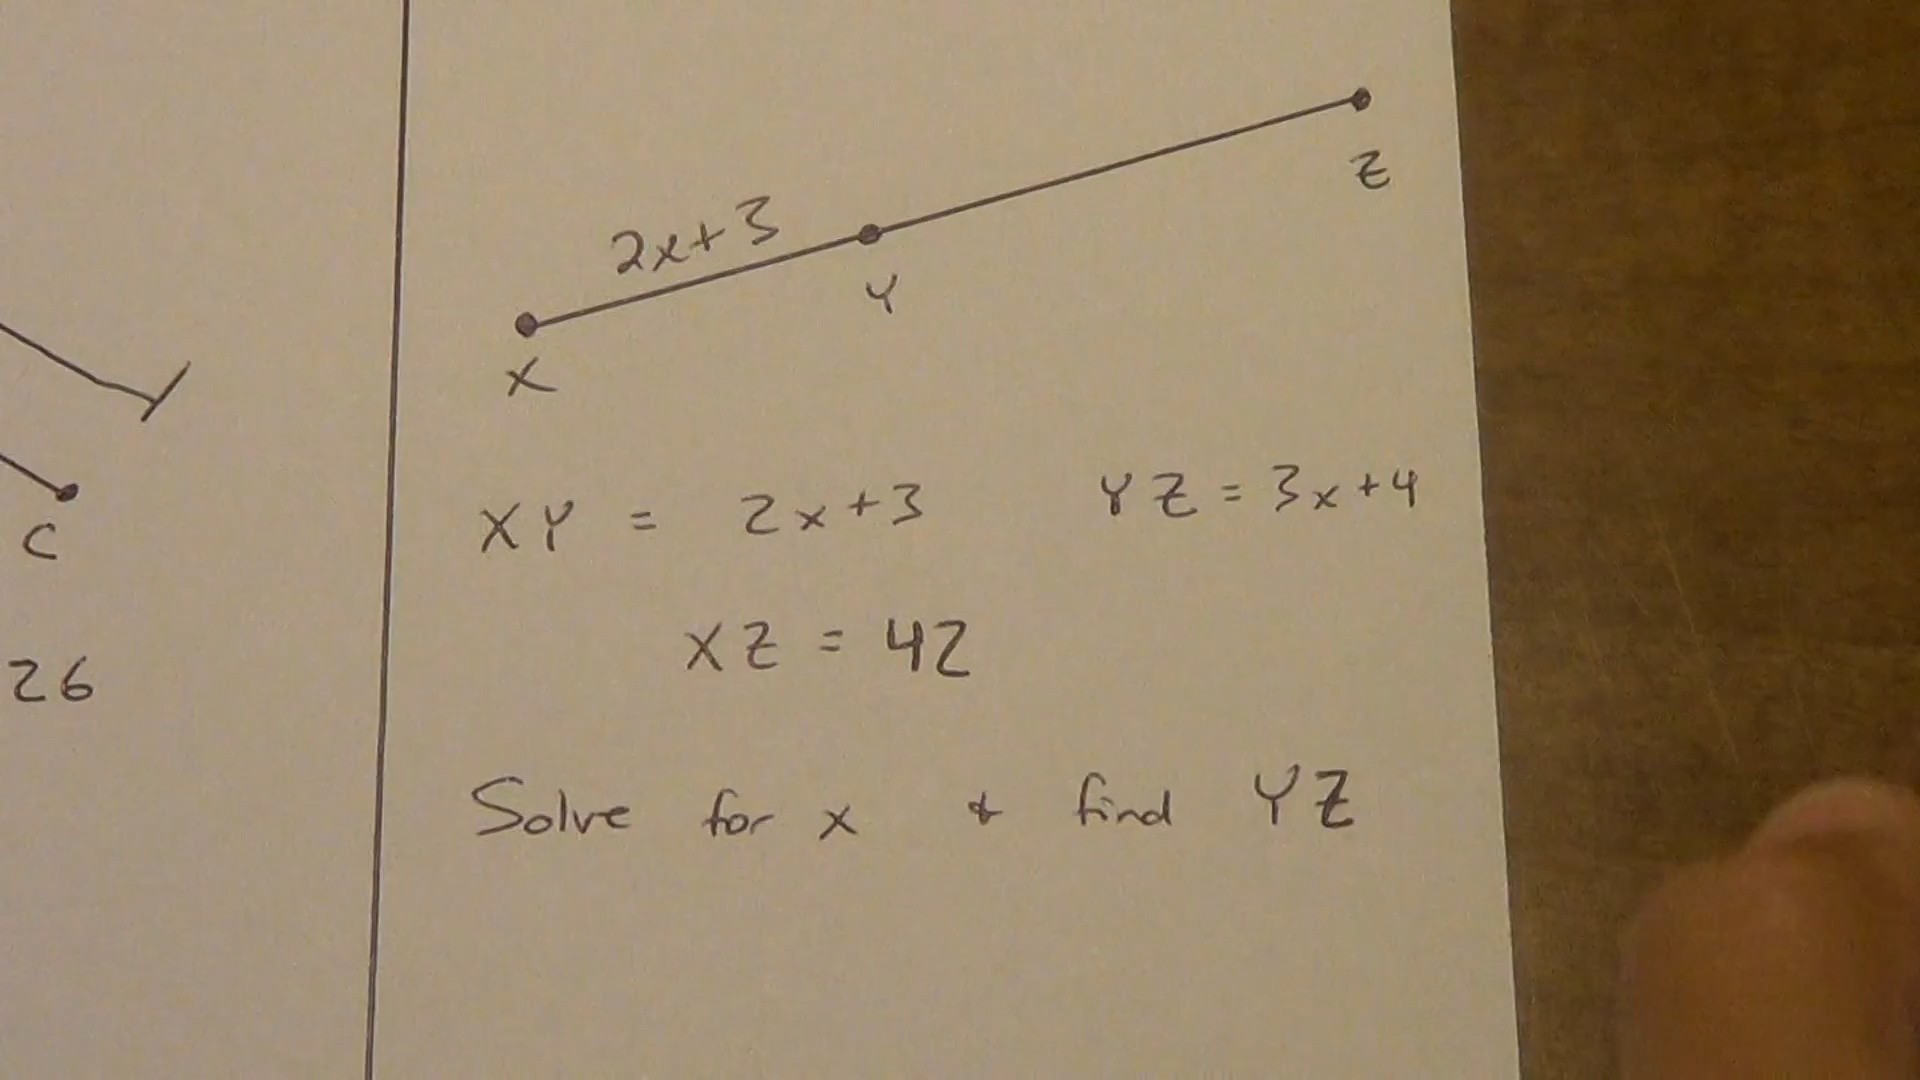 Z
2x+3
Y
X
XY = 2x+3 YZ = 3x+4
C
XZ = 42
26
Solve for x & find YZ